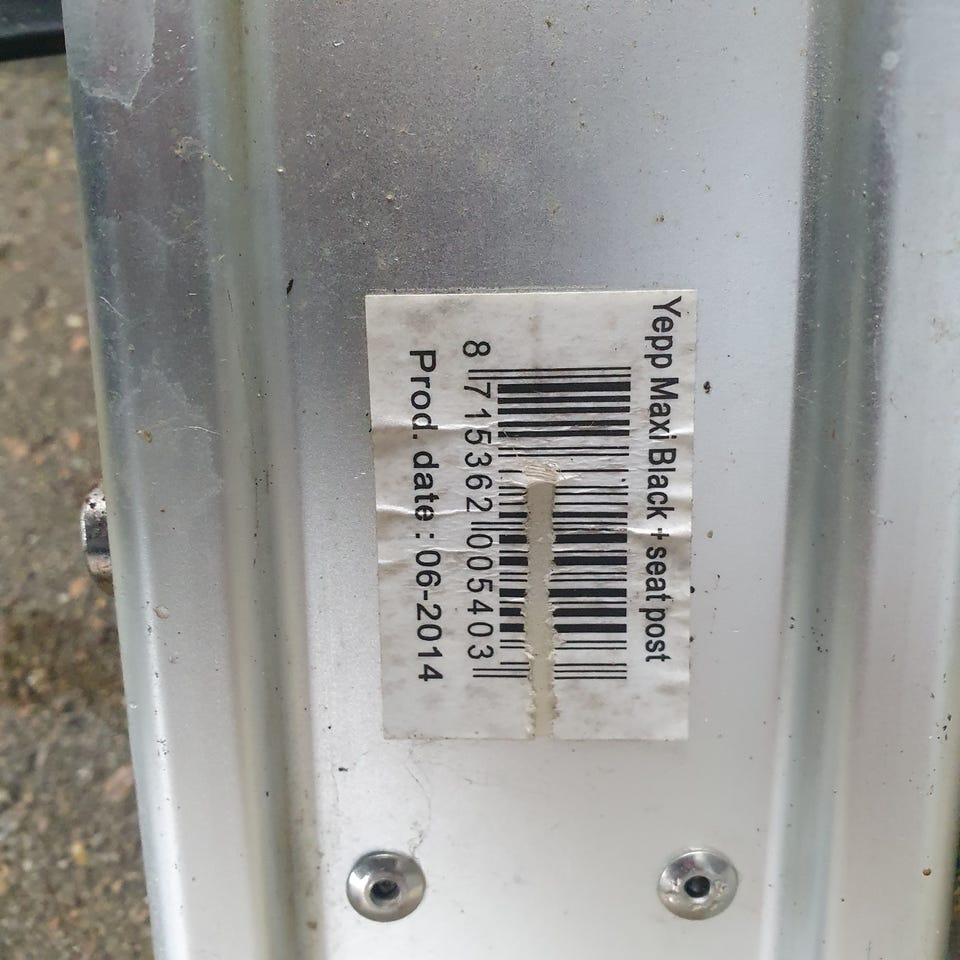 Yepp Maxi Black + seat post
8 715362 005403
Prod. date : 06-2014